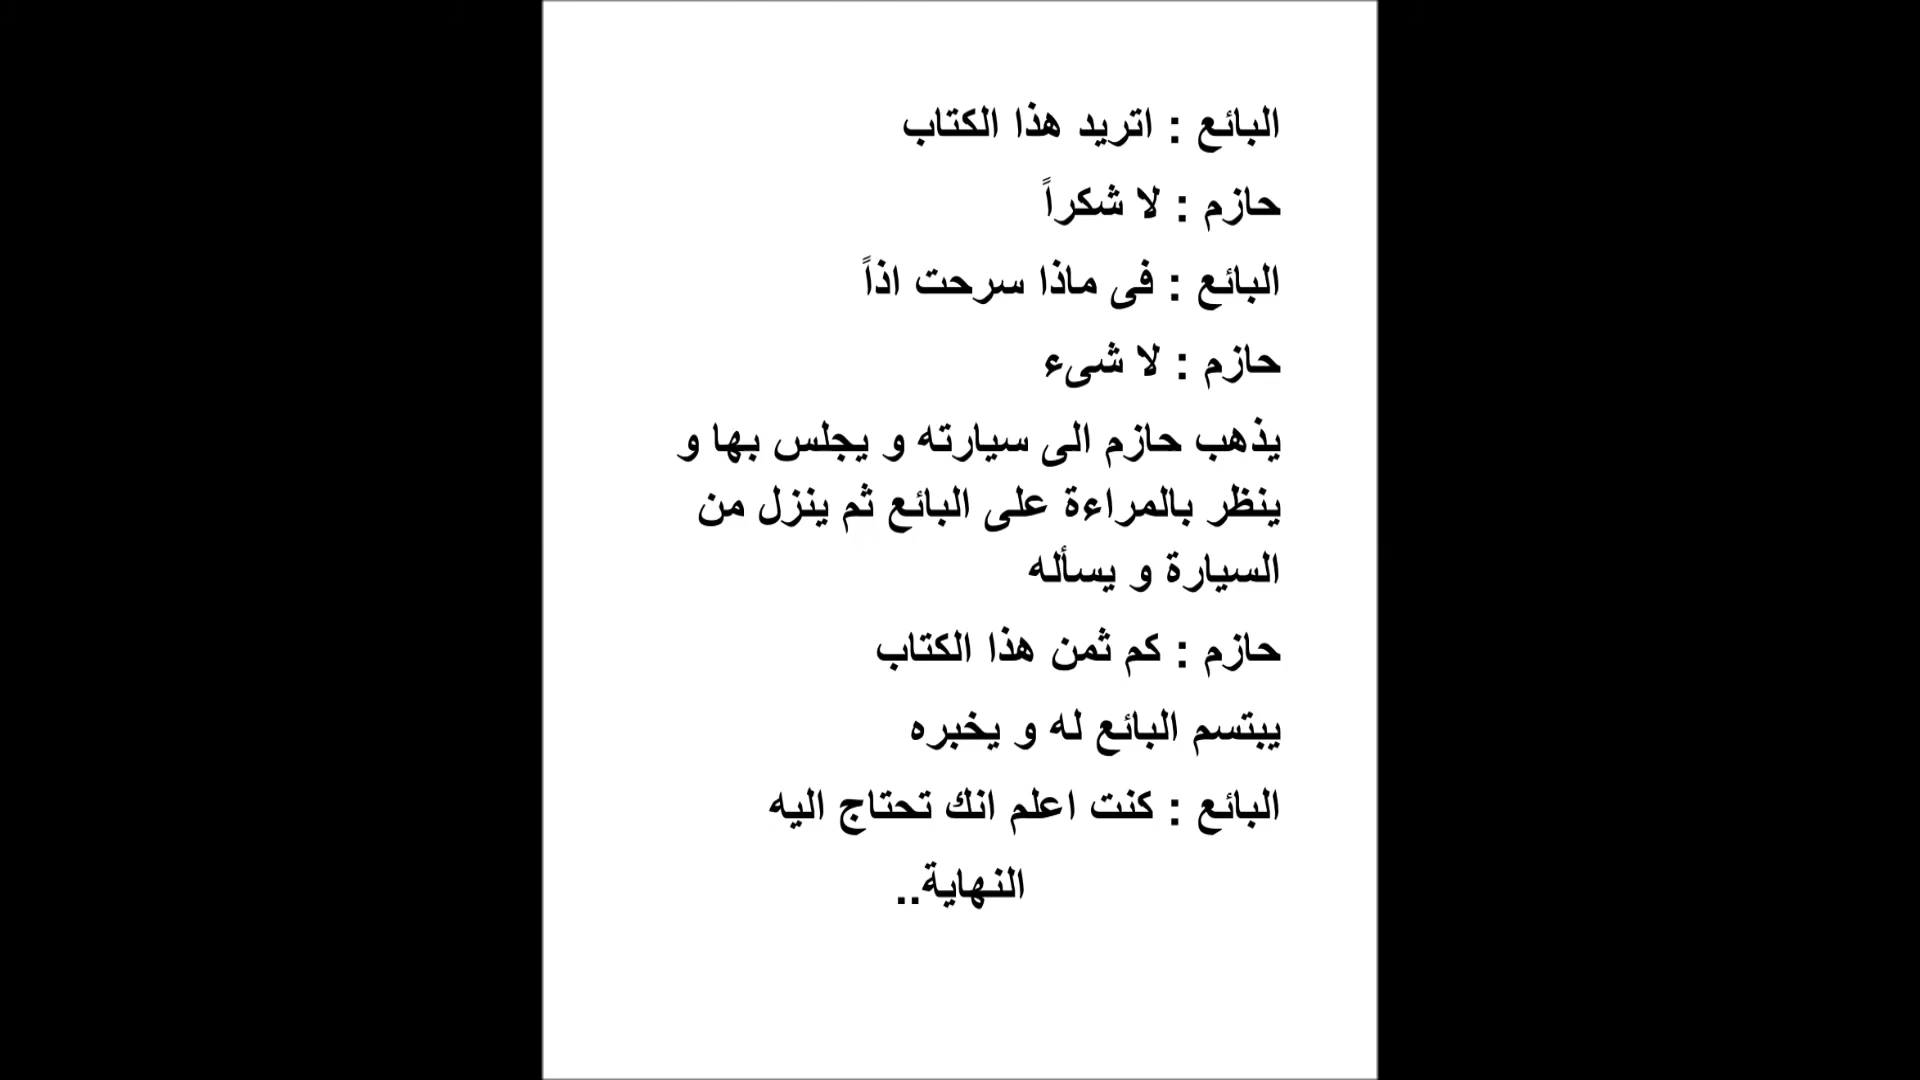 البائع : اتريد هذا الكتاب
حازم : لا شكراً
البائع : فى ماذا سرحت اذاً
حازم : لا شىء
يذهب حازم الى سيارته و يجلس بها و
ينظر بالمراءة على البائع ثم ينزل من
السيارة و يسأله
حازم : كم ثمن هذا الكتاب
يبتسم البائع له و يخبره
البائع : كنت اعلم انك تحتاج اليه
النهاية..